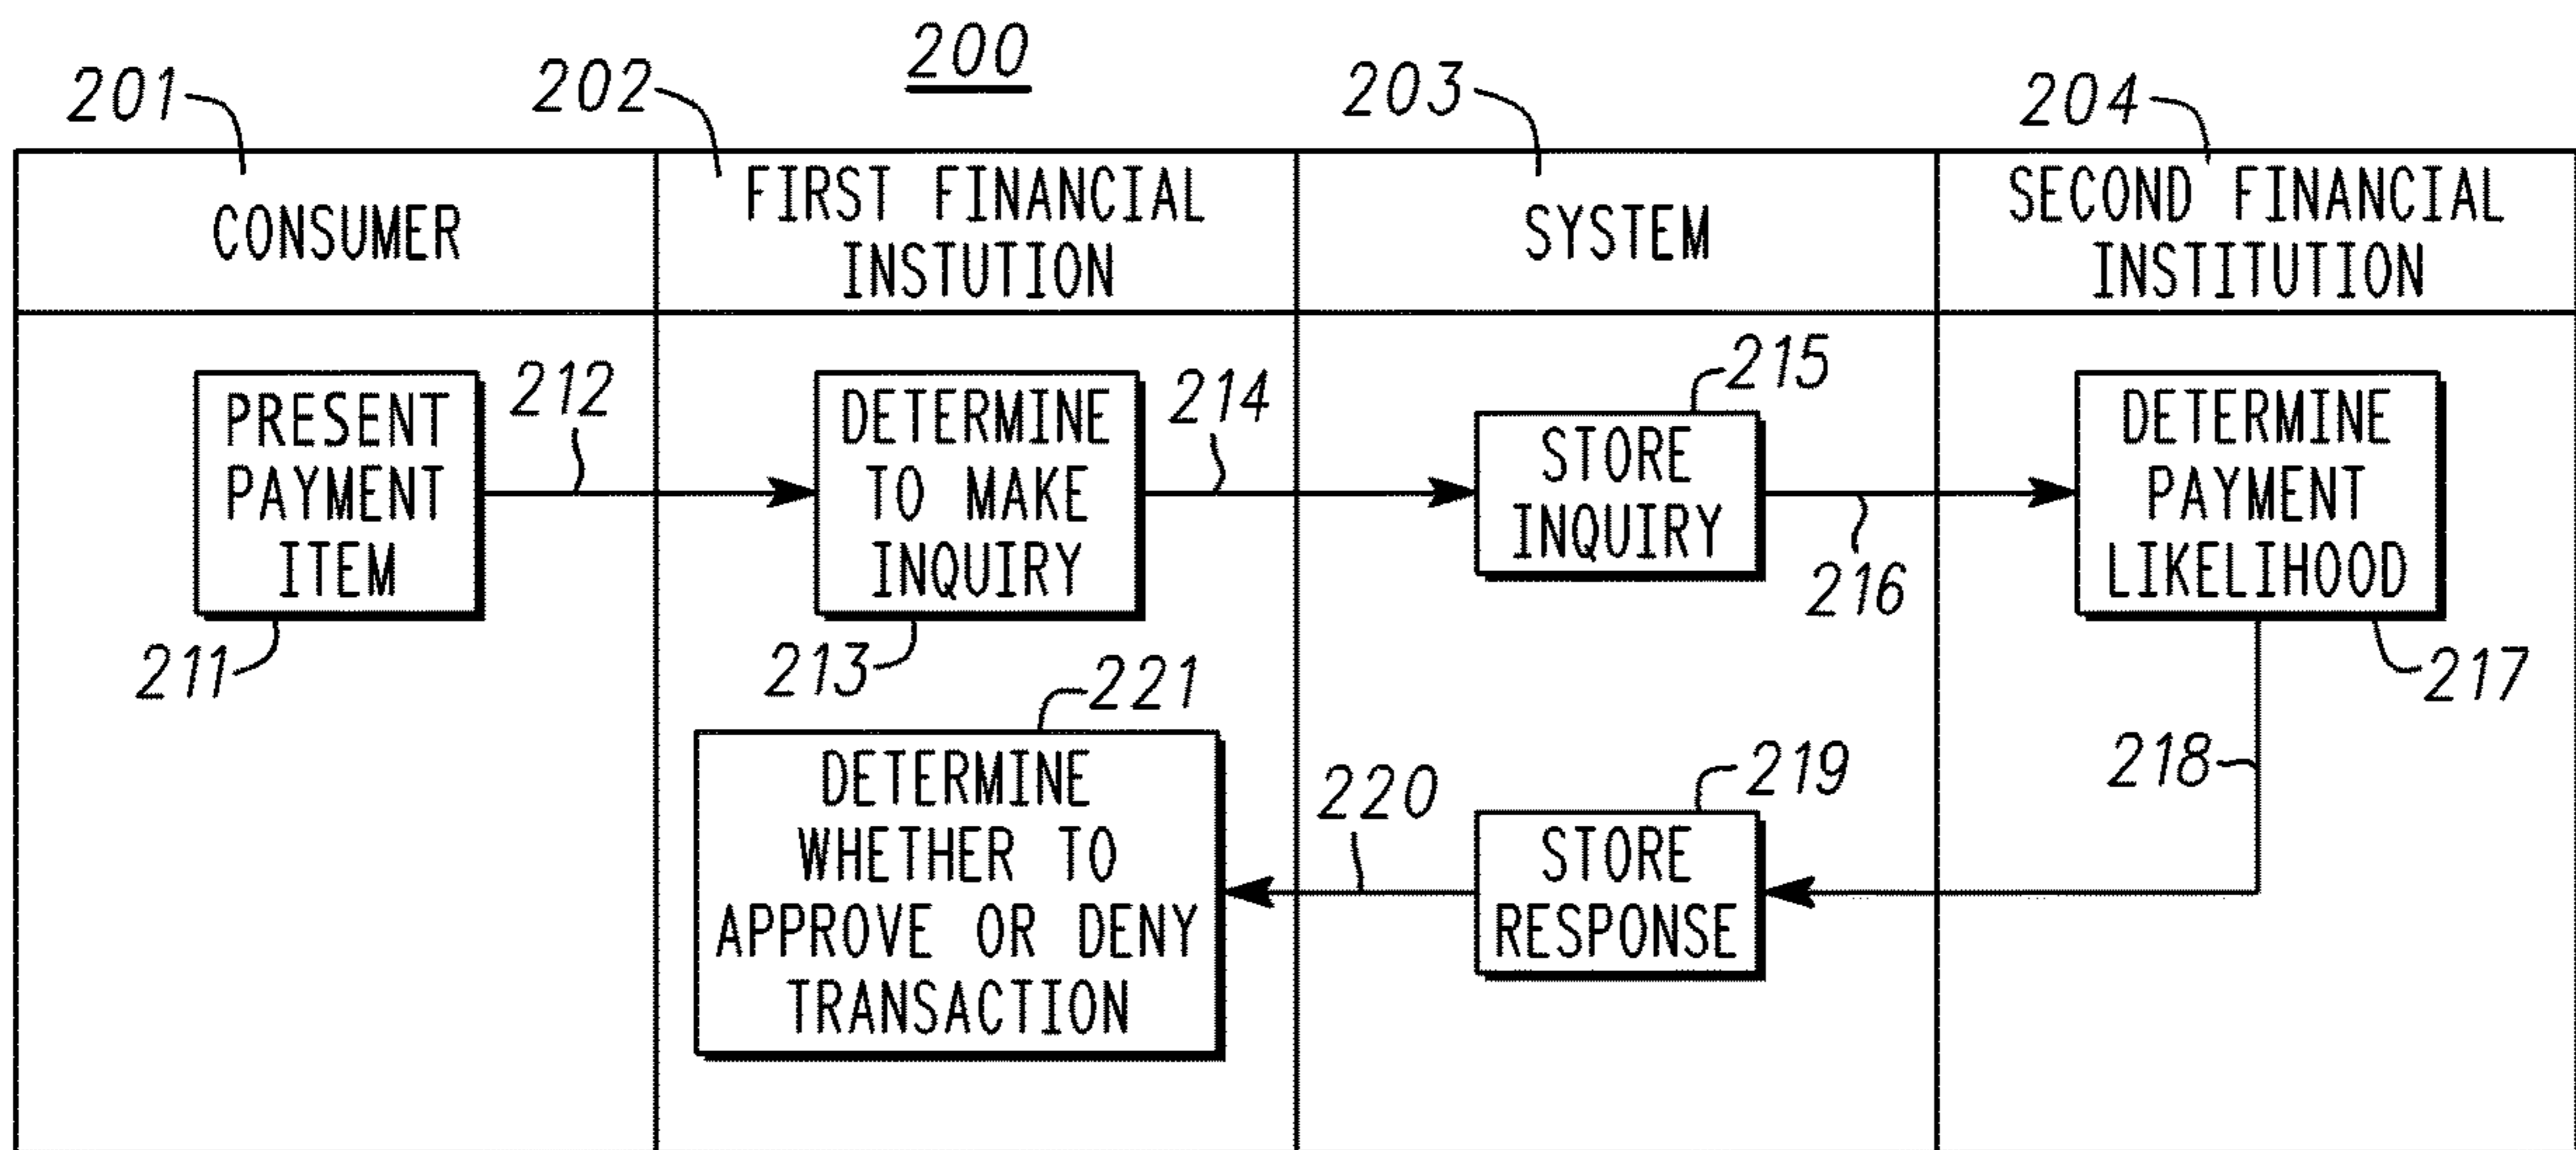 200
201
202
203
204
CONSUMER
FIRST FINANCIAL
INSTUTION
SYSTEM
SECOND FINANCIAL
INSTITUTION
PRESENT
PAYMENT
ITEM
211
212
DETERMINE
TO MAKE
INQUIRY
213
214
STORE
INQUIRY
215
216
DETERMINE
PAYMENT
LIKELIHOOD
217
218
STORE
RESPONSE
219
220
DETERMINE
WHETHER TO
APPROVE OR DENY
TRANSACTION
221